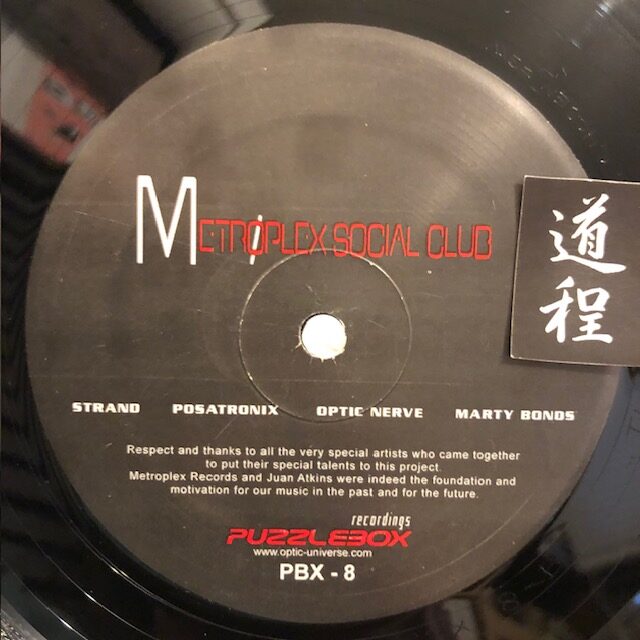 METROPLEX SOCIAL CLUB
道程
STRAND POSATRONIX OPTIC NERVE MARTY BONDS
Respect and thanks to all the very special artists who came together
to put their special talents to this project.
Metroplex Records and Juan Atkins were indeed the foundation and
motivation for our music in the past and for the future.
recordings
PUZZLEBOX
www.optic-universe.com
PBX - 8